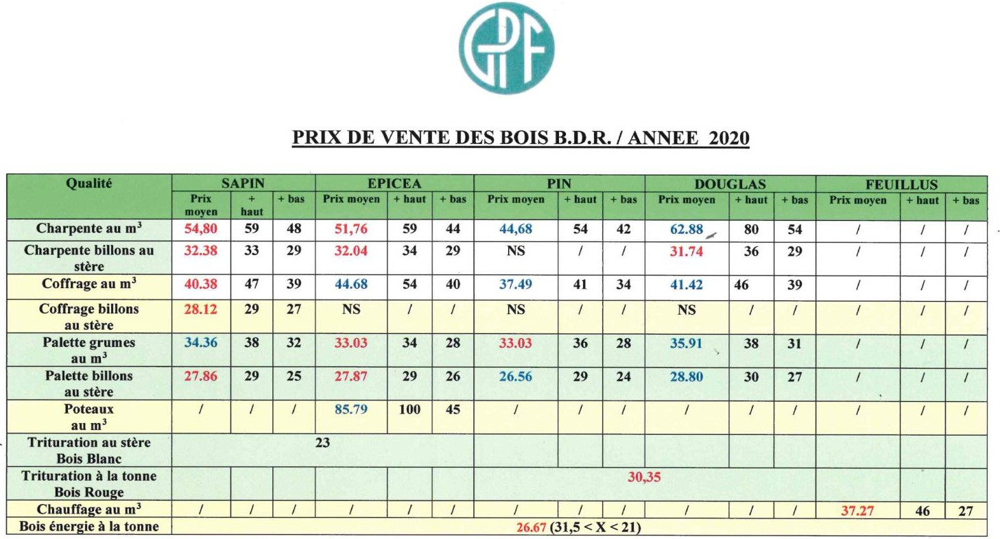 GPF
PRIX DE VENTE DES BOIS B.D.R. / ANNEE 2020
Qualité SAPIN EPICEA PIN DOUGLAS FEUILLUS
Prix moyen + haut + bas Prix moyen + haut + bas Prix moyen + haut + bas Prix moyen + haut + bas Prix moyen + haut + bas
Charpente au m³ 54,80 59 48 51,76 59 44 44,68 54 42 62.88 80 54 / / /
Charpente billons au stère 32.38 33 29 32.04 34 29 NS / / 31.74 36 29 / / /
Coffrage au m³ 40.38 47 39 44.68 54 40 37.49 41 34 41.42 46 39 / / /
Coffrage billons au stère 28.12 29 27 NS / / NS / / NS / / / / /
Palette grumes au m³ 34.36 38 32 33.03 34 28 33.03 36 28 35.91 38 31 / / /
Palette billons au stère 27.86 29 25 27.87 29 26 26.56 29 24 28.80 30 27 / / /
Poteaux au m³ / / / 85.79 100 45 / / / / / / / / /
Trituration au stère Bois Blanc 23
Trituration à la tonne Bois Rouge 30,35
Chauffage au m³ / / / / / / / / / / / / 37.27 46 27
Bois énergie à la tonne 26.67 (31,5 < X < 21)